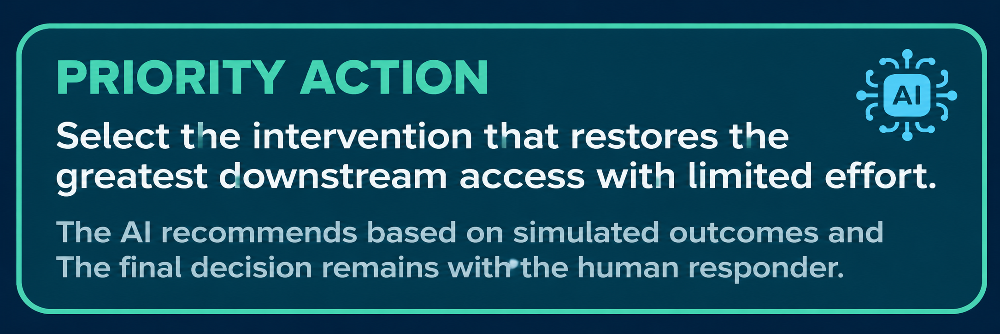 PRIORITY ACTION
AI
Select the intervention that restores the
greatest downstream access with limited effort.
The AI recommends based on simulated outcomes and
The final decision remains with the human responder.